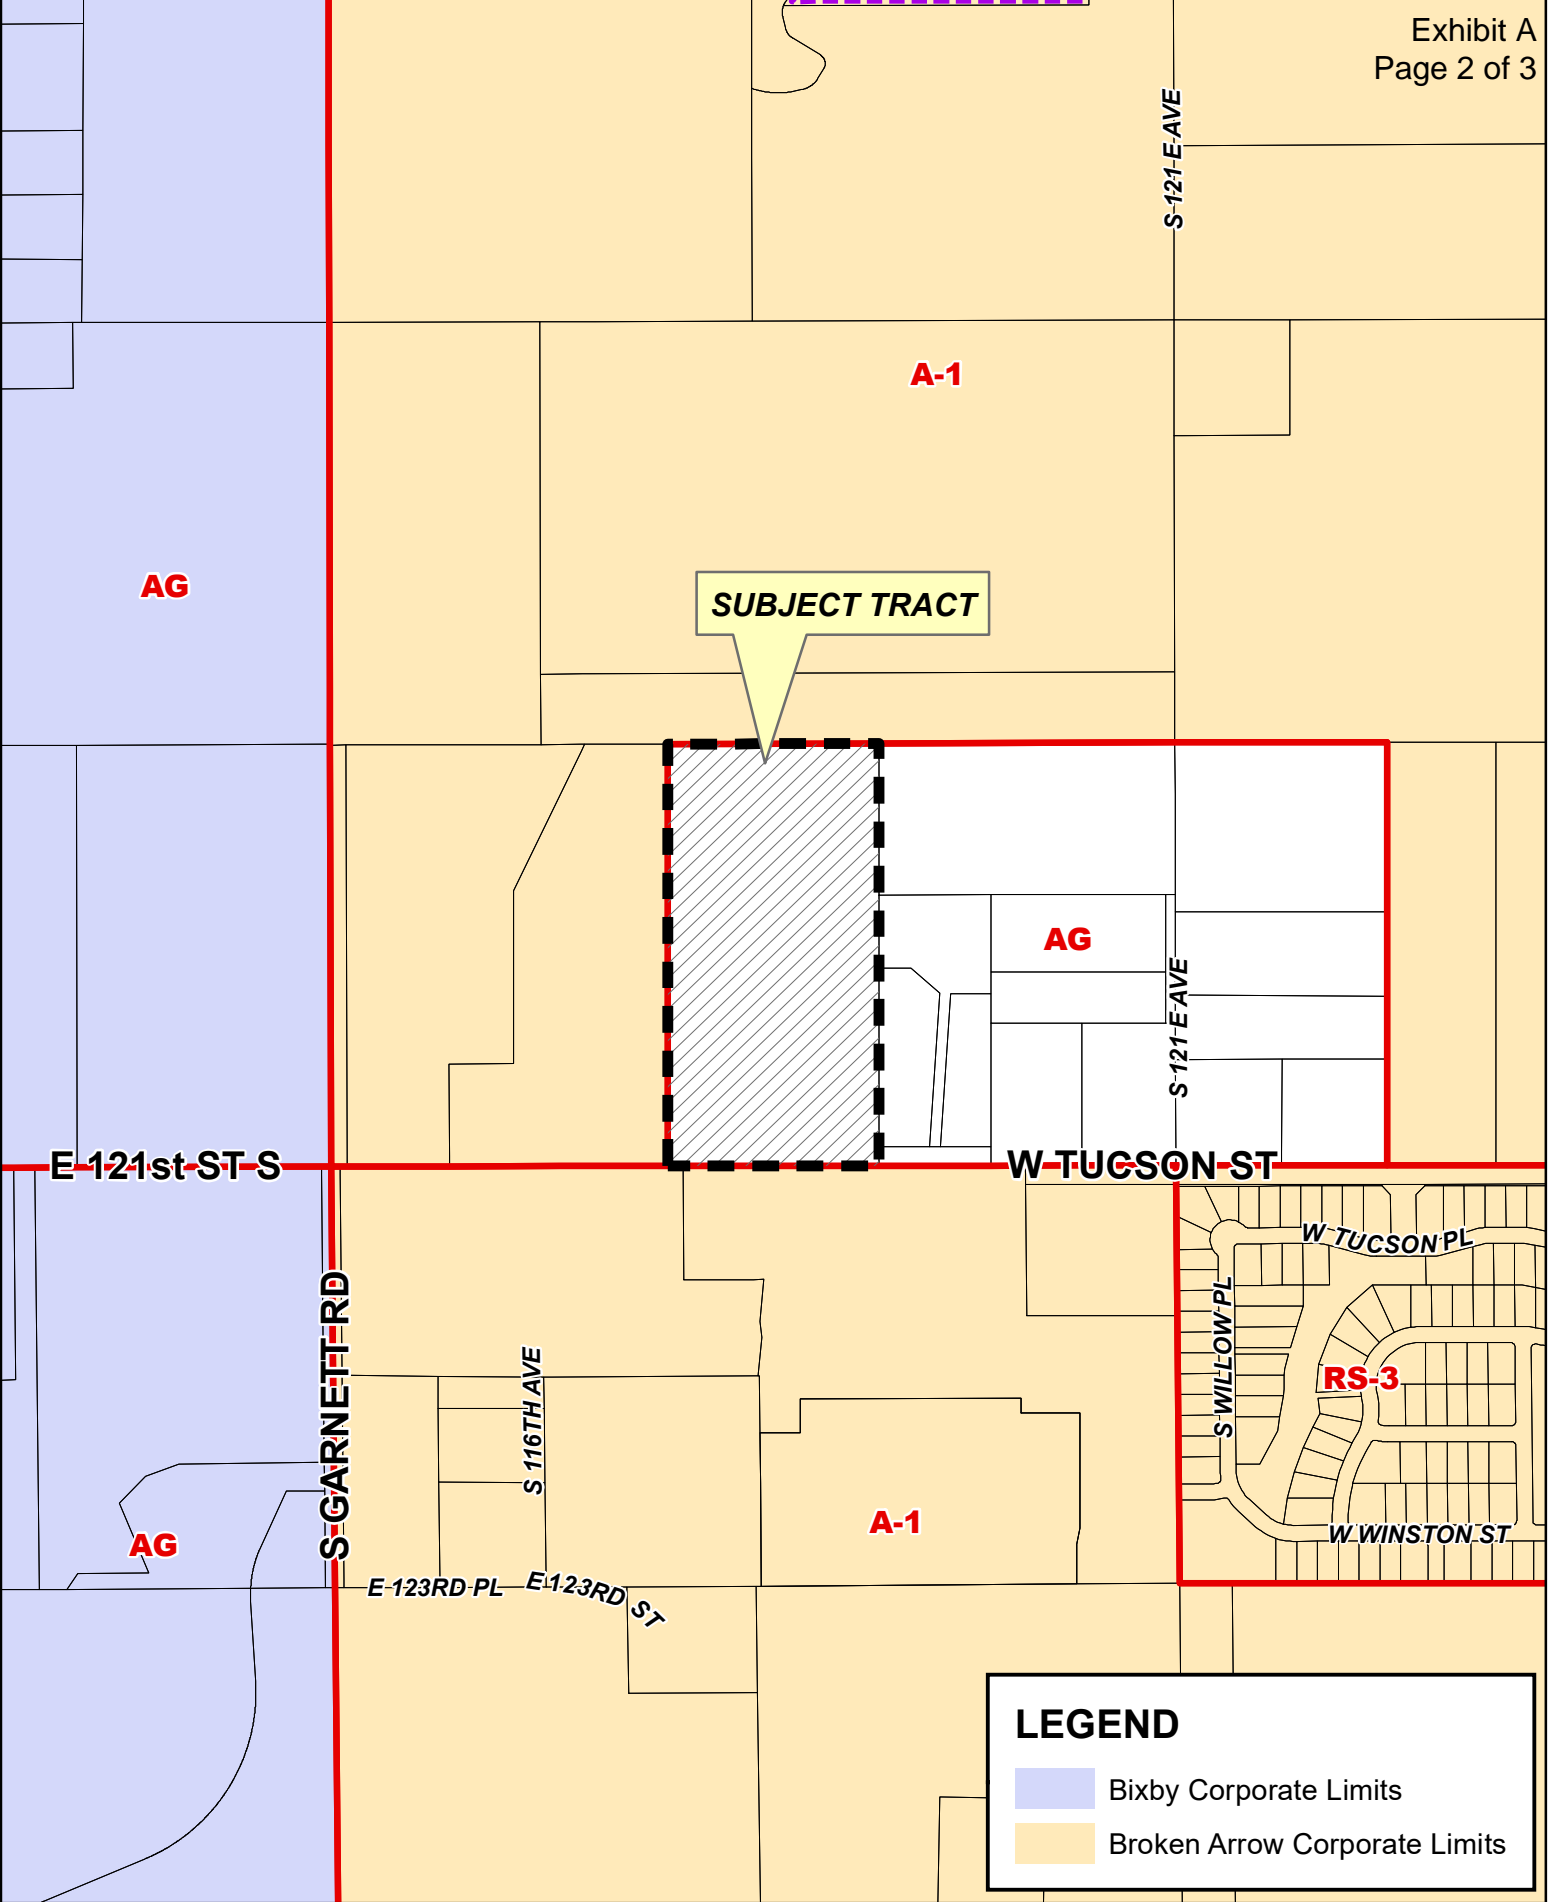 Exhibit A
Page 2 of 3
S 121 E AVE
A-1
AG
SUBJECT TRACT
AG
S 121 E AVE
E 121st ST S
W TUCSON ST
W TUCSON PL
S GARNETT RD
S WILLOW PL
S 116TH AVE
RS-3
A-1
AG
W WINSTON ST
E 123RD PL
E 123RD ST
LEGEND
Bixby Corporate Limits
Broken Arrow Corporate Limits